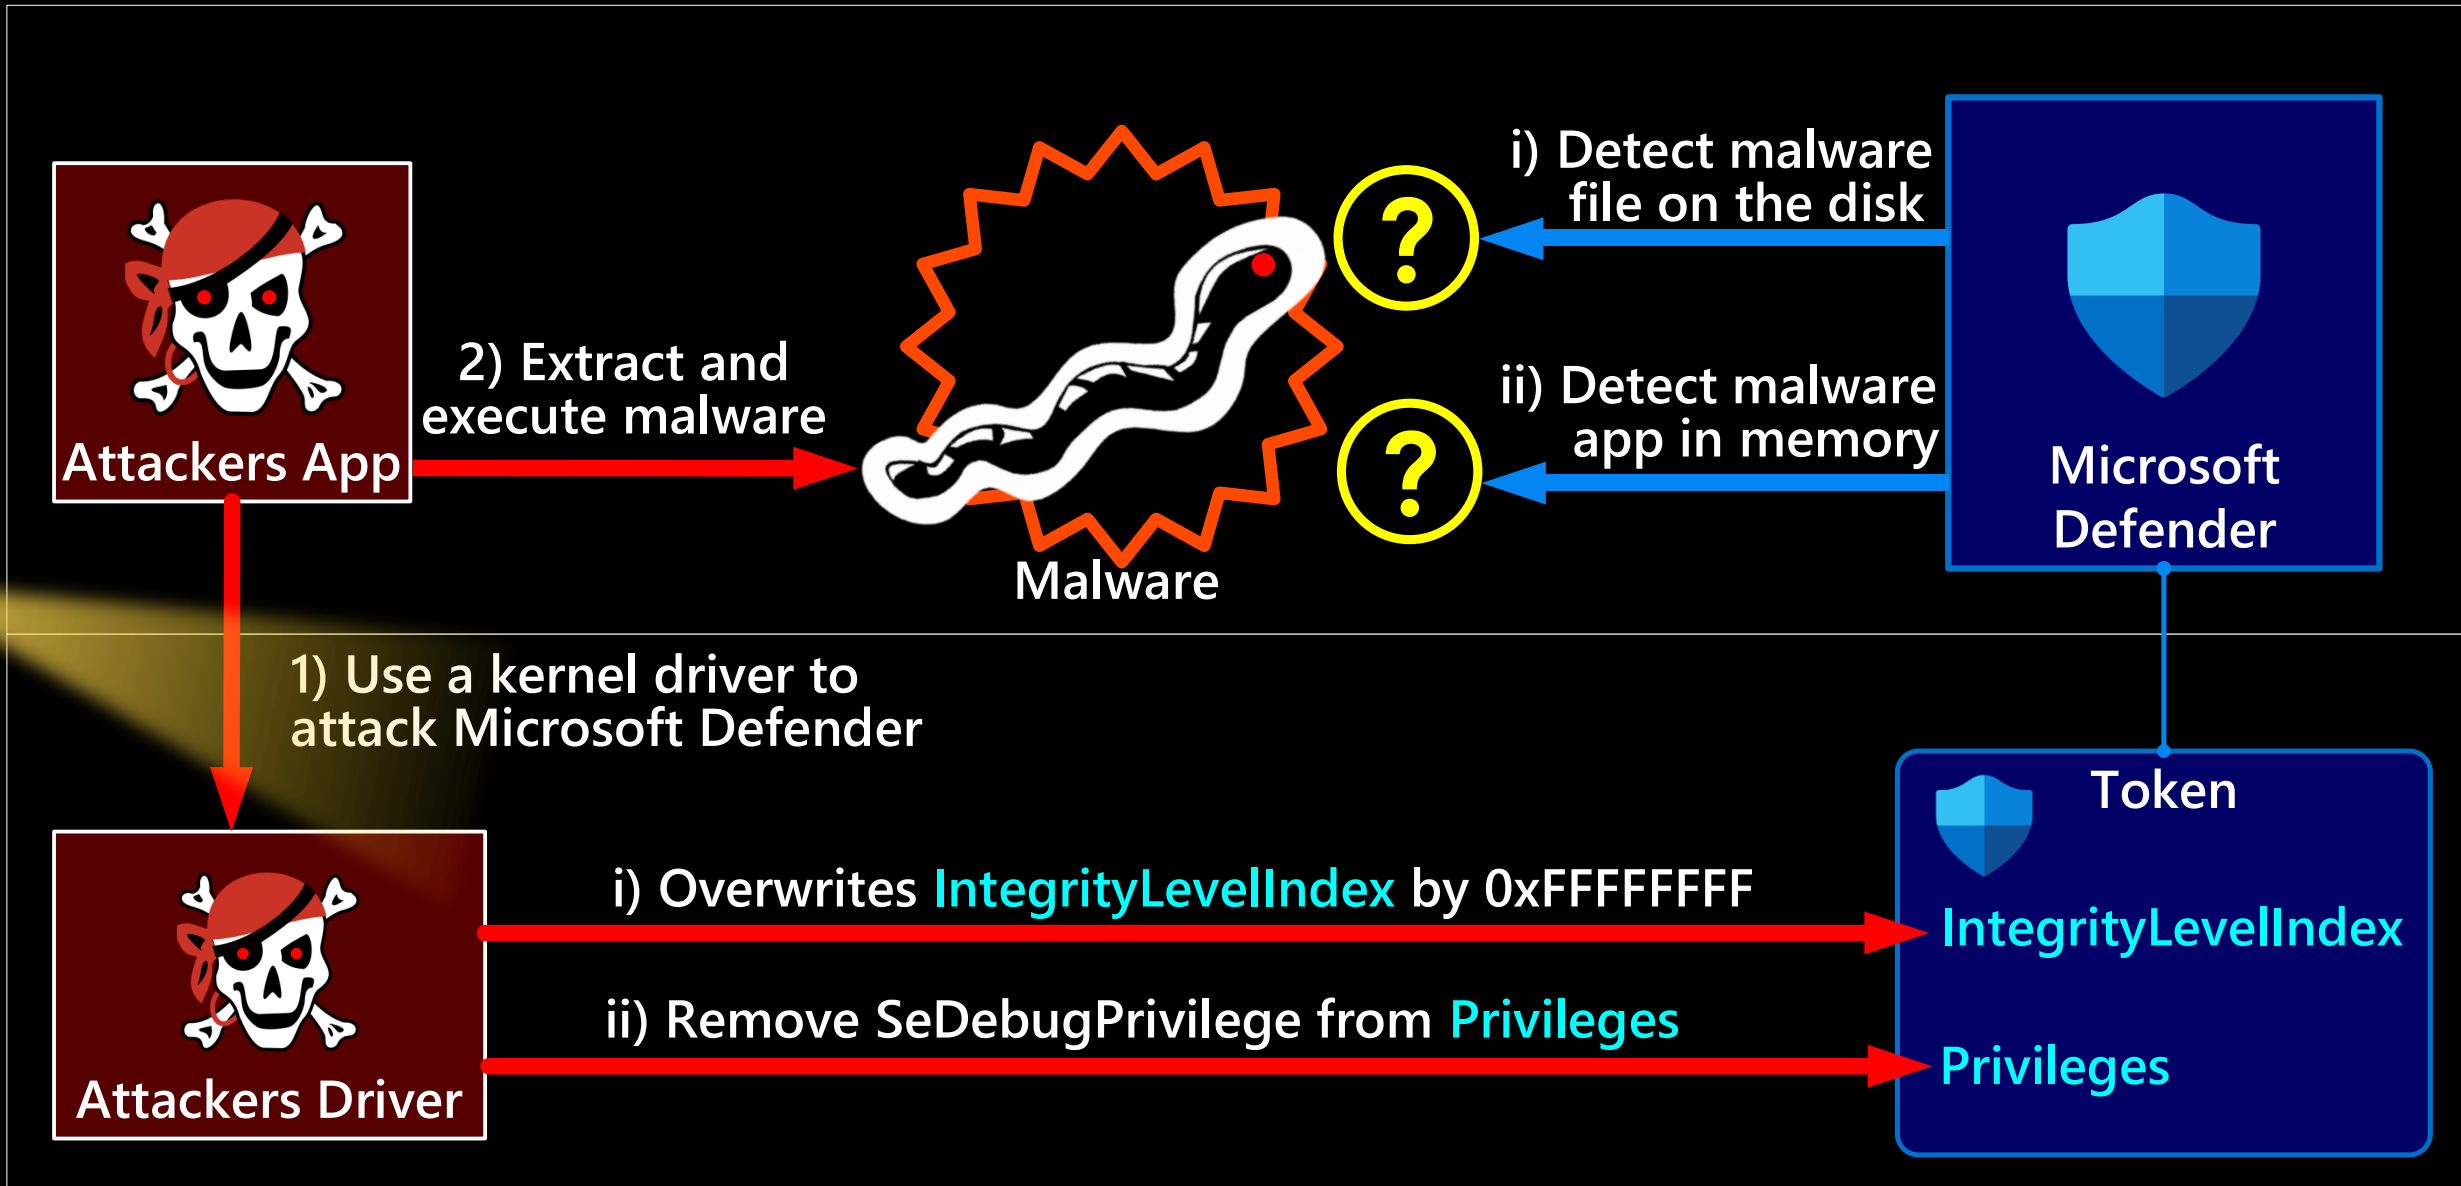 i) Detect malware
file on the disk
2) Extract and
execute malware
Attackers App
?
?
ii) Detect malware
app in memory
Microsoft
Defender
Malware
1) Use a kernel driver to
attack Microsoft Defender
Token
i) Overwrites IntegrityLevelIndex by 0xFFFFFFFF
IntegrityLevelIndex
ii) Remove SeDebugPrivilege from Privileges
Privileges
Attackers Driver